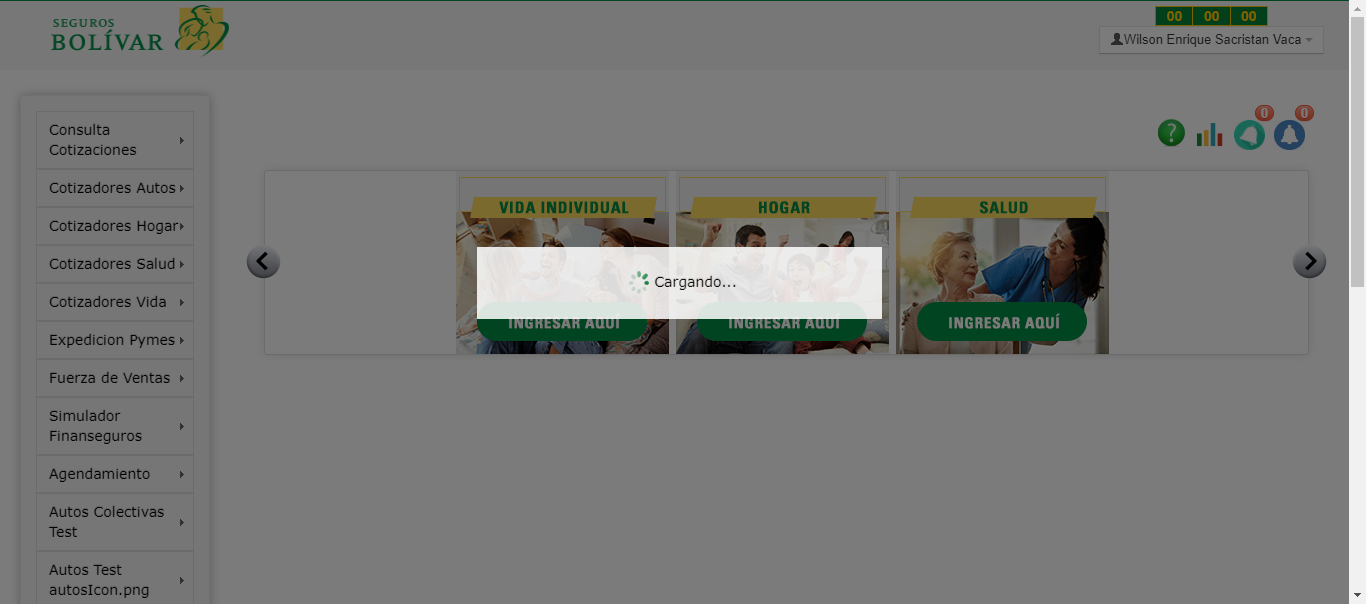 SEGUROS
BOLÍVAR
00 00 00
Wilson Enrique Sacristan Vaca
Consulta
Cotizaciones
Cotizadores Autos
Cotizadores Hogar
Cotizadores Salud
Cotizadores Vida
Expedicion Pymes
Fuerza de Ventas
Simulador
Finanseguros
Agendamiento
Autos Colectivas
Test
Autos Test
autosIcon.png
?
0 0
VIDA INDIVIDUAL
HOGAR
SALUD
Cargando...
INGRESAR AQUÍ
INGRESAR AQUÍ
INGRESAR AQUÍ